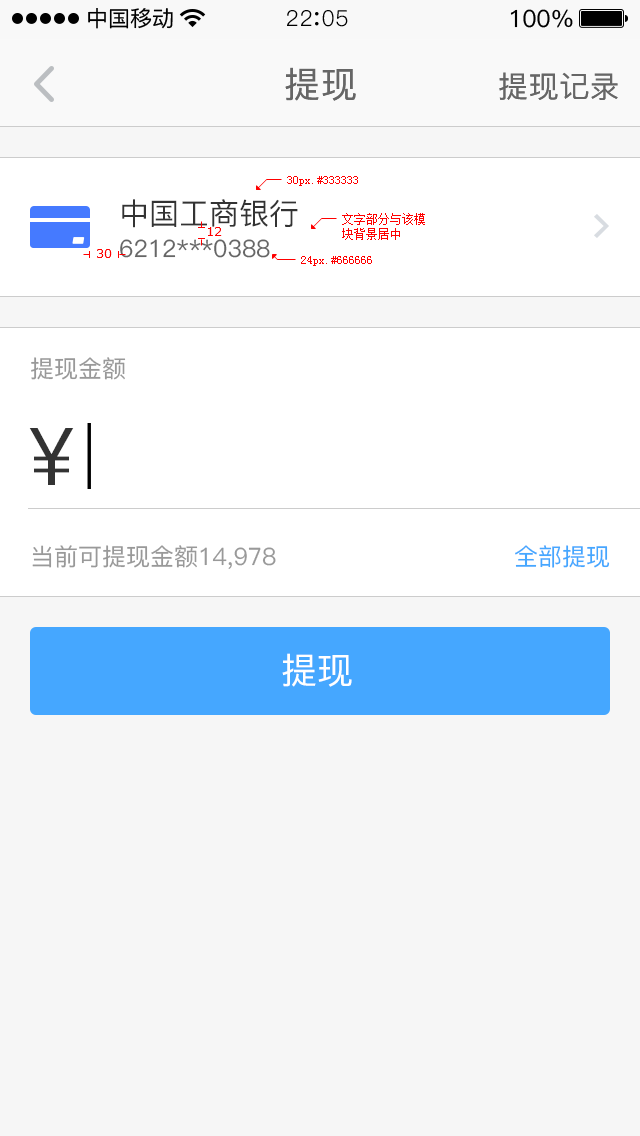 中国移动 22:05 100%
提现 提现记录
30px. #333333
中国工商银行
文字部分与该模
块背景居中
12
6212***0388
30
24px. #666666
提现金额
¥
当前可提现金额14,978 全部提现
提现